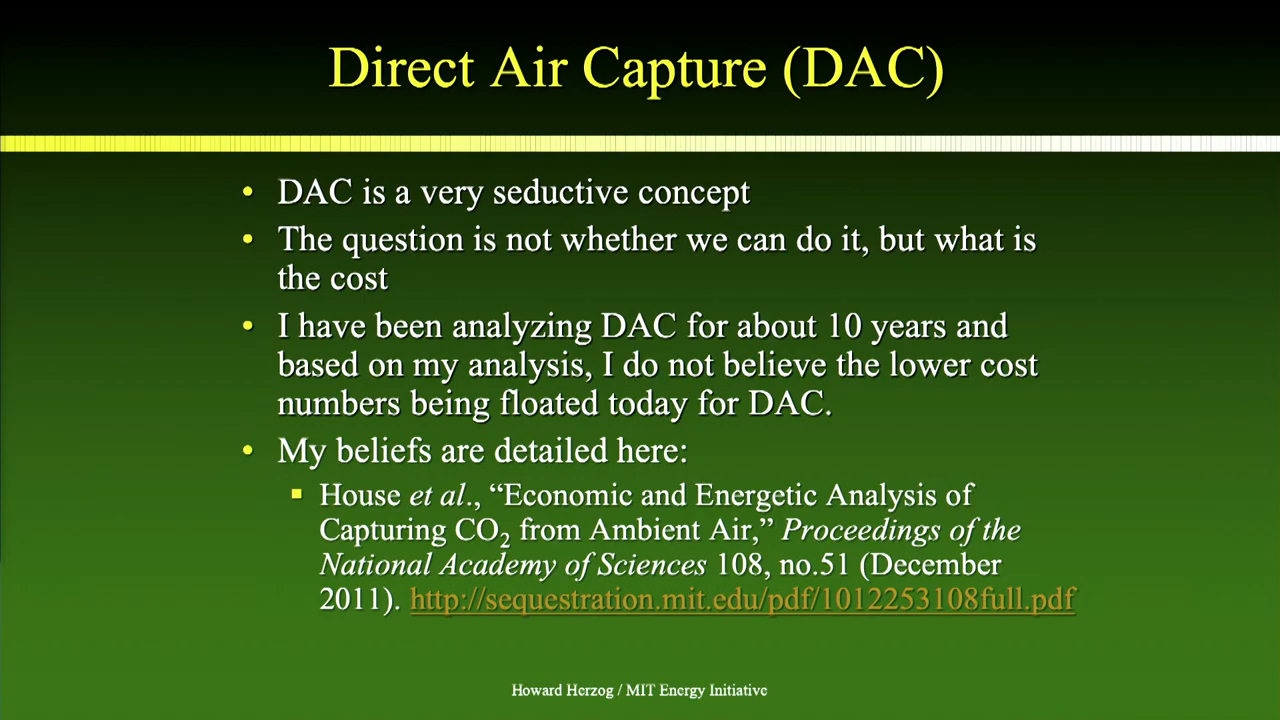 Direct Air Capture (DAC)
• DAC is a very seductive concept
• The question is not whether we can do it, but what is
the cost
• I have been analyzing DAC for about 10 years and
based on my analysis, I do not believe the lower cost
numbers being floated today for DAC.
• My beliefs are detailed here:
▪ House et al., “Economic and Energetic Analysis of
Capturing CO₂ from Ambient Air,” Proceedings of the
National Academy of Sciences 108, no.51 (December
2011). http://sequestration.mit.edu/pdf/1012253108full.pdf
Howard Herzog / MIT Energy Initiative